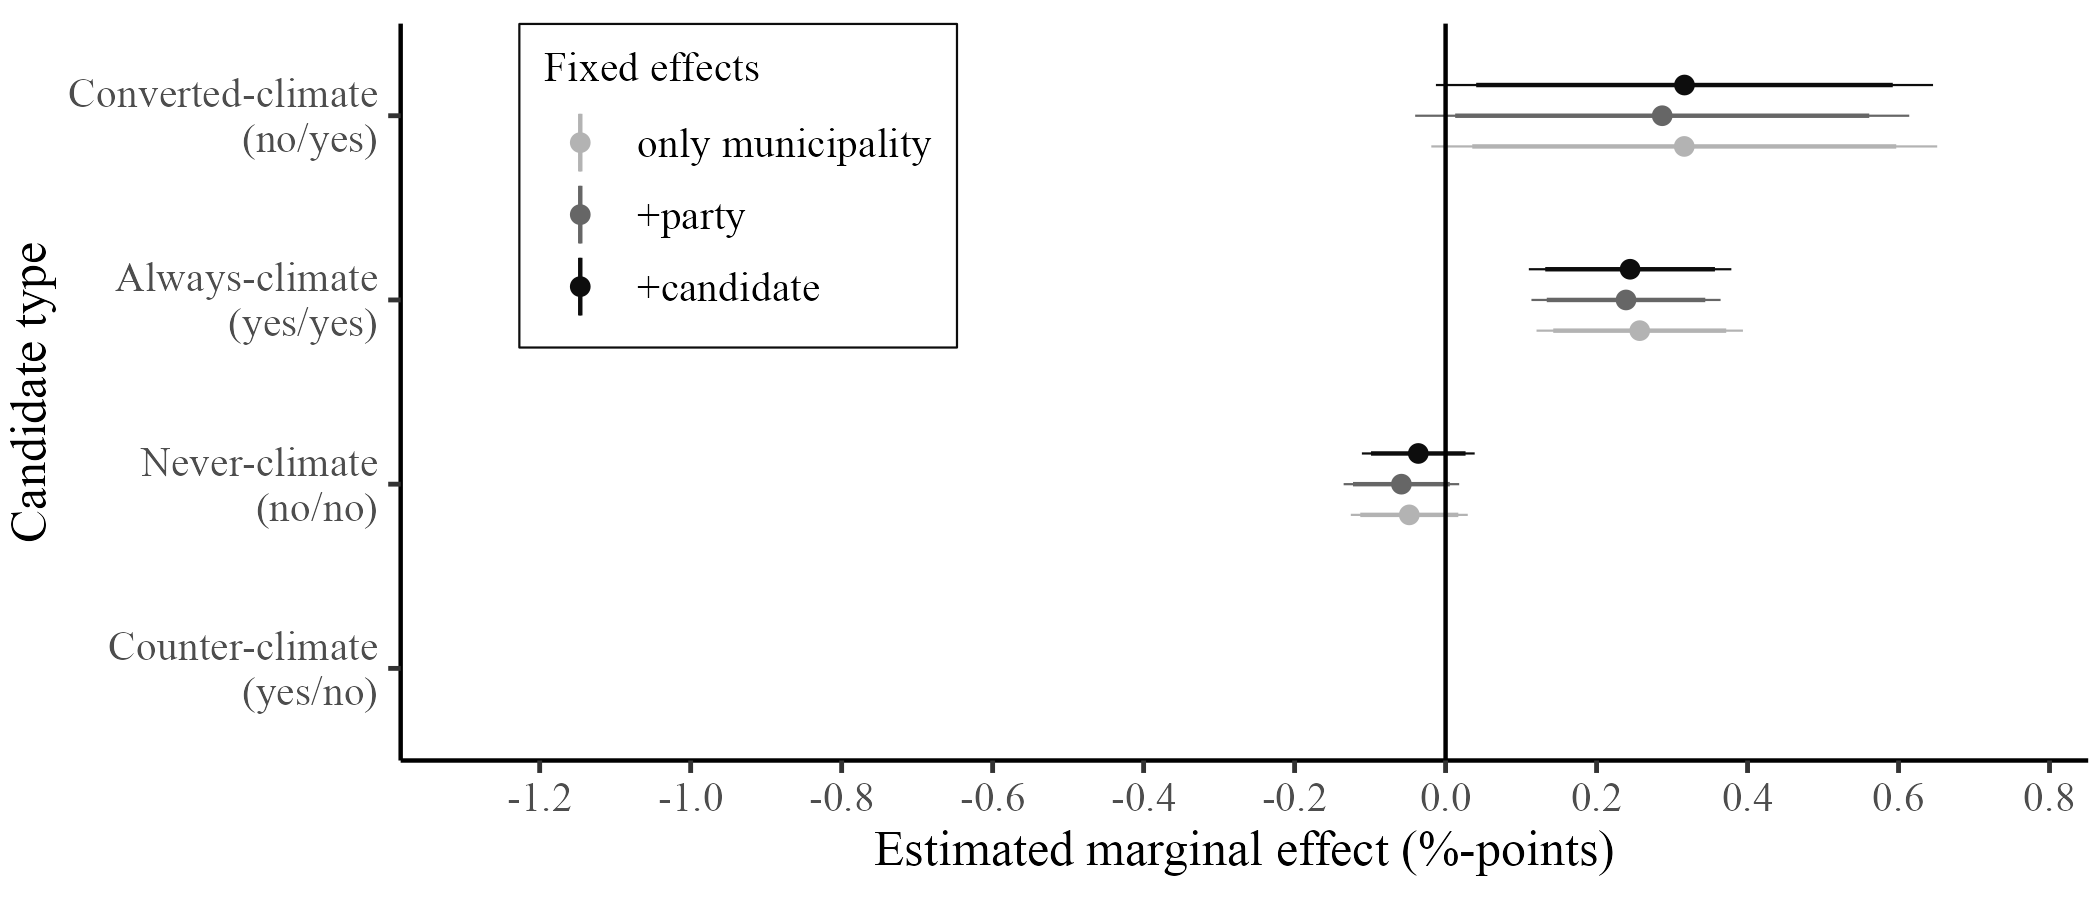 Fixed effects
only municipality
+party
+candidate
Candidate type
Converted-climate
(no/yes)
Always-climate
(yes/yes)
Never-climate
(no/no)
Counter-climate
(yes/no)
-1.2 -1.0 -0.8 -0.6 -0.4 -0.2 0.0 0.2 0.4 0.6 0.8
Estimated marginal effect (%-points)